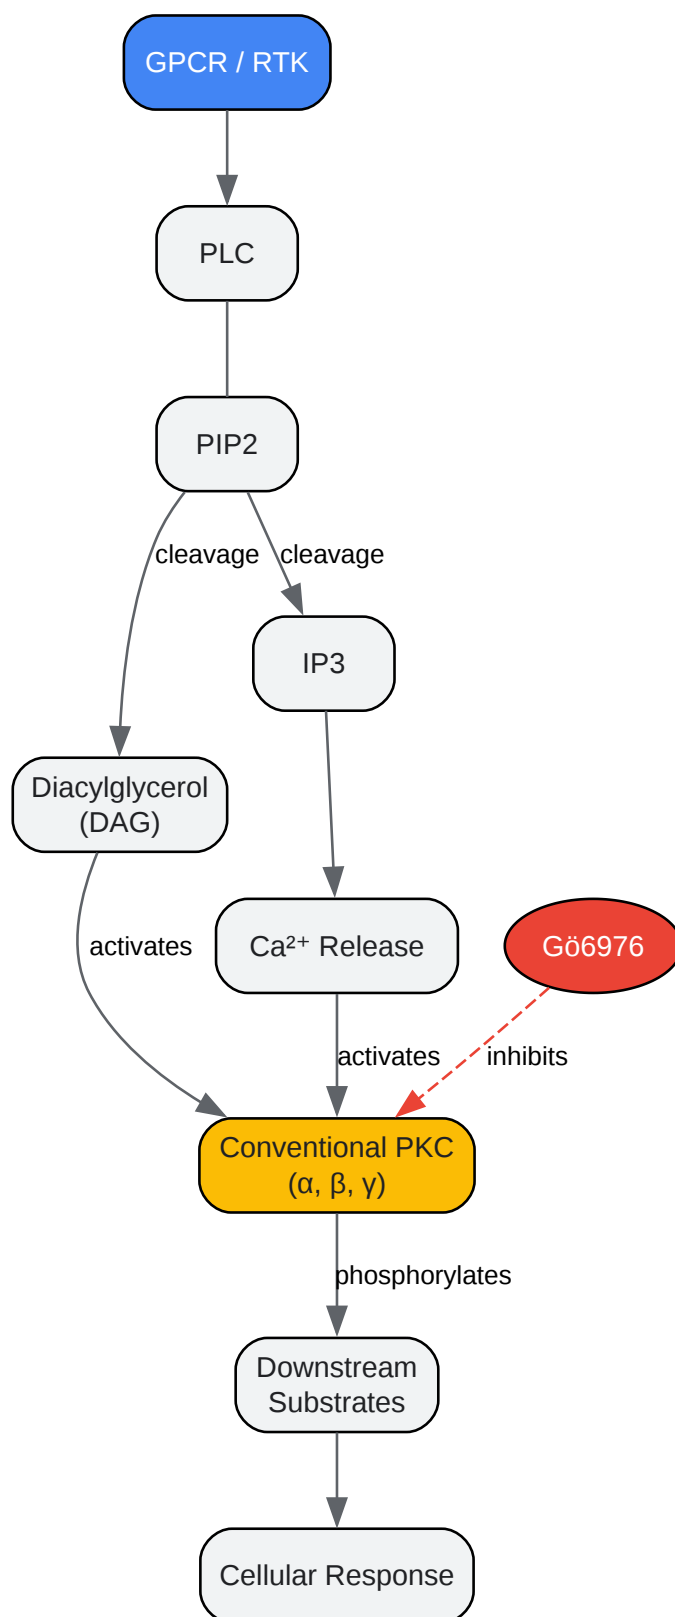 GPCR / RTK
PLC
PIP2
cleavage
cleavage
IP3
Diacylglycerol
(DAG)
activates
Ca²⁺ Release
Gö6976
activates
inhibits
Conventional PKC
(α, β, γ)
phosphorylates
Downstream
Substrates
Cellular Response